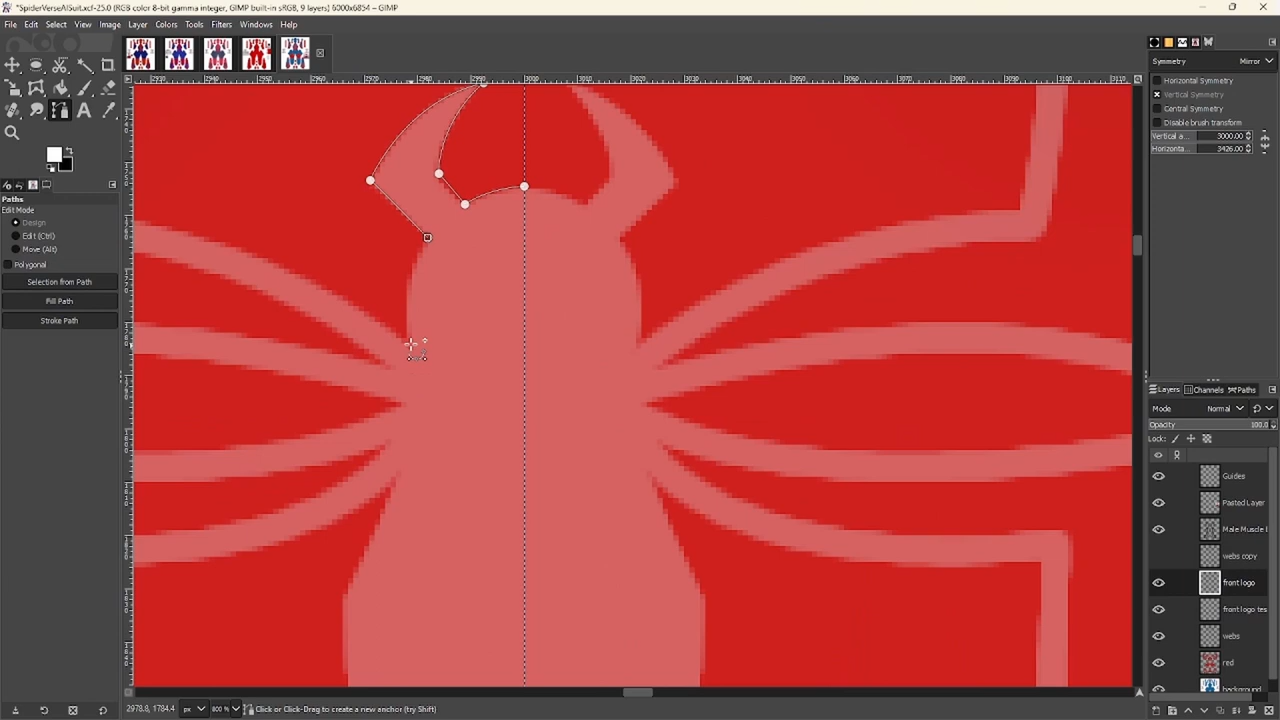 *SpiderVerseAISuit.xcf-25.0 (RGB color 8-bit gamma integer, GIMP built-in sRGB, 9 layers) 6000x6854 – GIMP
File Edit Select View Image Layer Colors Tools Filters Windows Help
Symmetry
Symmetry Mirror
Horizontal Symmetry
Vertical Symmetry
Central Symmetry
Disable brush transform
Vertical a... 3000.00
Horizonta... 3426.00
Paths
Edit Mode
Design
Edit (Ctrl)
Move (Alt)
Polygonal
Selection from Path
Fill Path
Stroke Path
Layers Channels Paths
Mode Normal
Opacity 100.0
Lock:
Guides
Pasted Layer
Male Muscle
webs copy
front logo
front logo tes
webs
red
background
2978.8, 1784.4 px 800 % Click or Click-Drag to create a new anchor (try Shift)